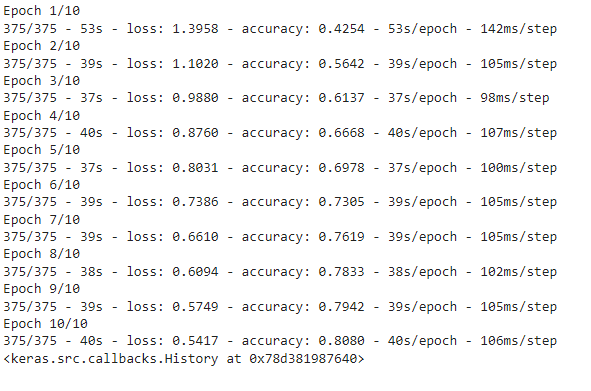 Epoch 1/10
375/375 - 53s - loss: 1.3958 - accuracy: 0.4254 - 53s/epoch - 142ms/step
Epoch 2/10
375/375 - 39s - loss: 1.1020 - accuracy: 0.5642 - 39s/epoch - 105ms/step
Epoch 3/10
375/375 - 37s - loss: 0.9880 - accuracy: 0.6137 - 37s/epoch - 98ms/step
Epoch 4/10
375/375 - 40s - loss: 0.8760 - accuracy: 0.6668 - 40s/epoch - 107ms/step
Epoch 5/10
375/375 - 37s - loss: 0.8031 - accuracy: 0.6978 - 37s/epoch - 100ms/step
Epoch 6/10
375/375 - 39s - loss: 0.7386 - accuracy: 0.7305 - 39s/epoch - 105ms/step
Epoch 7/10
375/375 - 39s - loss: 0.6610 - accuracy: 0.7619 - 39s/epoch - 105ms/step
Epoch 8/10
375/375 - 38s - loss: 0.6094 - accuracy: 0.7833 - 38s/epoch - 102ms/step
Epoch 9/10
375/375 - 39s - loss: 0.5749 - accuracy: 0.7942 - 39s/epoch - 105ms/step
Epoch 10/10
375/375 - 40s - loss: 0.5417 - accuracy: 0.8080 - 40s/epoch - 106ms/step
<keras.src.callbacks.History at 0x78d381987640>